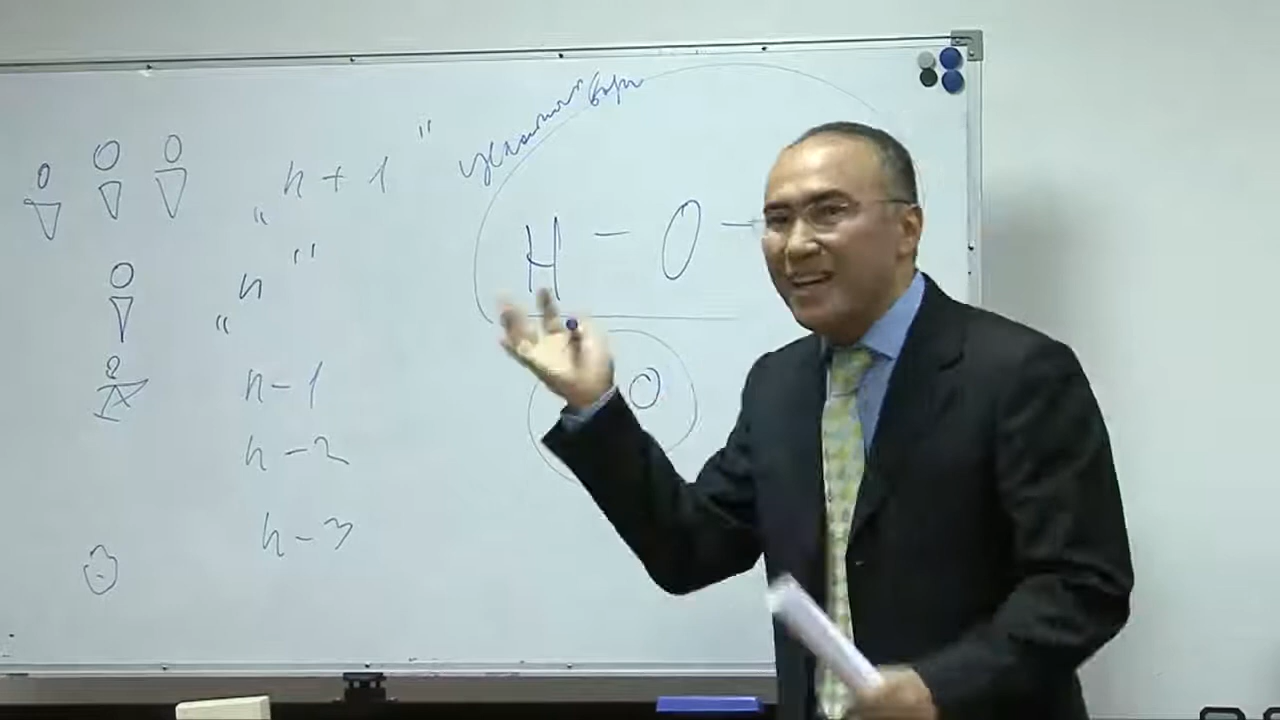 "n + 1"
"n"
n - 1
n - 2
n - 3
H - O -
O